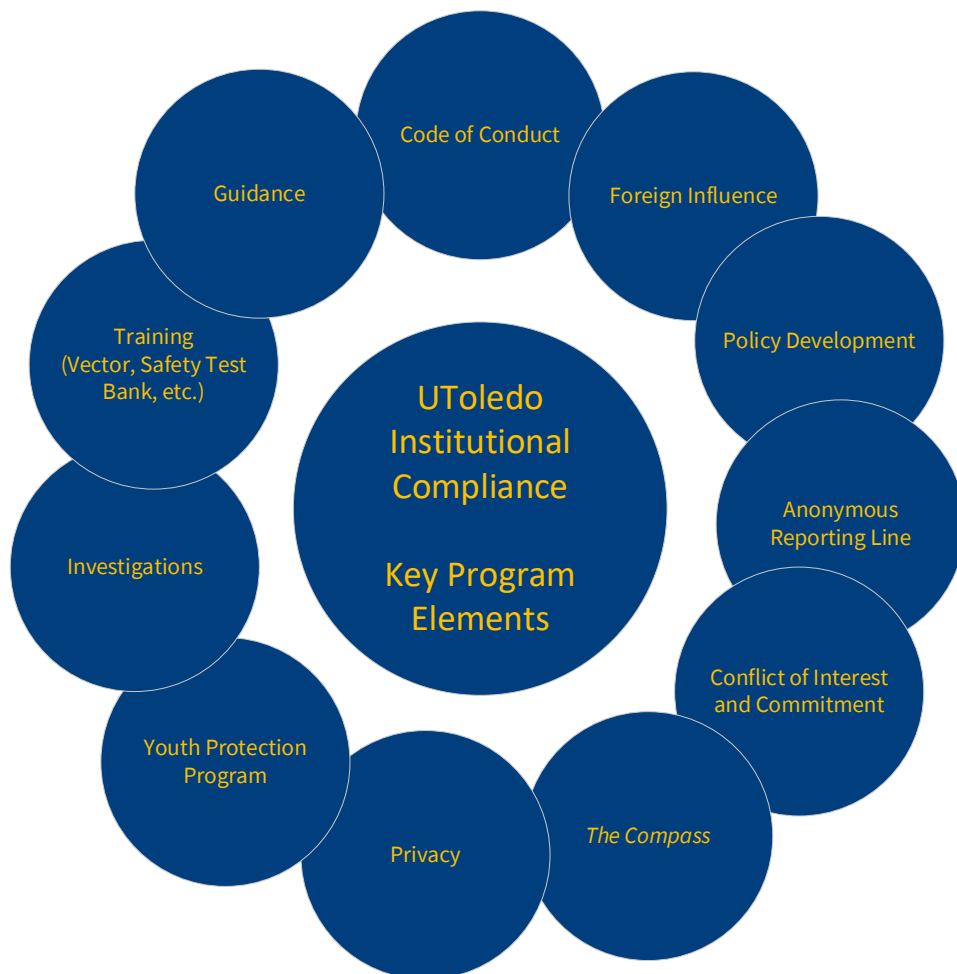 Code of Conduct
Foreign Influence
Policy Development
Anonymous
Reporting Line
Conflict of Interest
and Commitment
The Compass
Privacy
Youth Protection
Program
Investigations
Training
(Vector, Safety Test
Bank, etc.)
Guidance
UToledo
Institutional
Compliance
Key Program
Elements